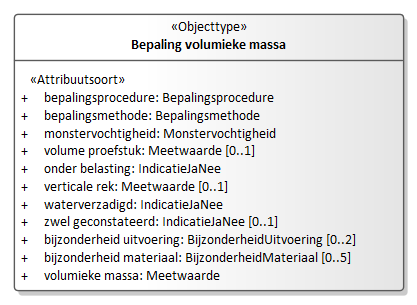 «Objecttype»
Bepaling volumieke massa
«Attribuutsoort»
+ bepalingsprocedure: Bepalingsprocedure
+ bepalingsmethode: Bepalingsmethode
+ monstervochtigheid: Monstervochtigheid
+ volume proefstuk: Meetwaarde [0..1]
+ onder belasting: IndicatieJaNee
+ verticale rek: Meetwaarde [0..1]
+ waterverzadigd: IndicatieJaNee
+ zwel geconstateerd: IndicatieJaNee [0..1]
+ bijzonderheid uitvoering: BijzonderheidUitvoering [0..2]
+ bijzonderheid materiaal: BijzonderheidMateriaal [0..5]
+ volumieke massa: Meetwaarde